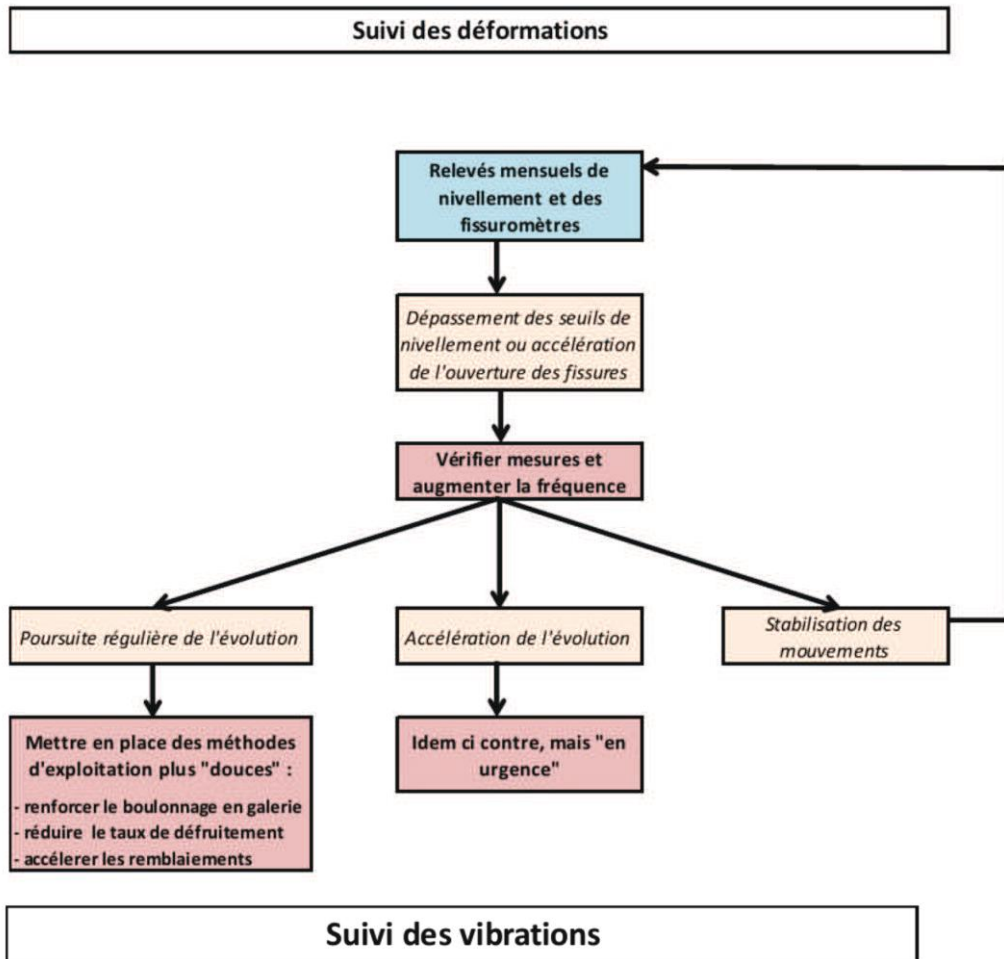 Suivi des déformations
Relevés mensuels de
nivellement et des
fissuromètres
Dépassement des seuils de
nivellement ou accélération
de l'ouverture des fissures
Vérifier mesures et
augmenter la fréquence
Poursuite régulière de l'évolution
Accélération de l'évolution
Stabilisation des
mouvements
Mettre en place des méthodes
d'exploitation plus "douces" :
- renforcer le boulonnage en galerie
- réduire le taux de défruitement
- accélerer les remblaiements
Idem ci contre, mais "en
urgence"
Suivi des vibrations